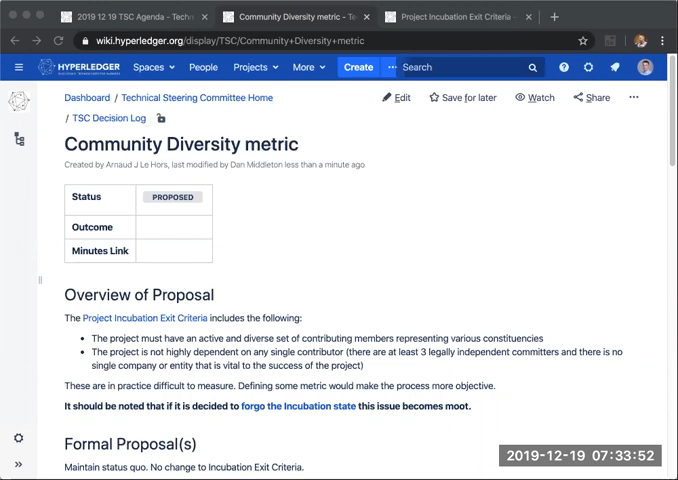 2019 12 19 TSC Agenda - Techn
Community Diversity metric - Te
Project Incubation Exit Criteria -
wiki.hyperledger.org/display/TSC/Community+Diversity+metric
HYPERLEDGER Spaces People Projects More Create Search
Dashboard / Technical Steering Committee Home
Edit Save for later Watch Share
/ TSC Decision Log
Community Diversity metric
Created by Arnaud J Le Hors, last modified by Dan Middleton less than a minute ago
Status PROPOSED
Outcome
Minutes Link
Overview of Proposal
The Project Incubation Exit Criteria includes the following:
• The project must have an active and diverse set of contributing members representing various constituencies
• The project is not highly dependent on any single contributor (there are at least 3 legally independent committers and there is no
single company or entity that is vital to the success of the project)
These are in practice difficult to measure. Defining some metric would make the process more objective.
It should be noted that if it is decided to forgo the Incubation state this issue becomes moot.
Formal Proposal(s)
Maintain status quo. No change to Incubation Exit Criteria.
2019-12-19 07:33:52